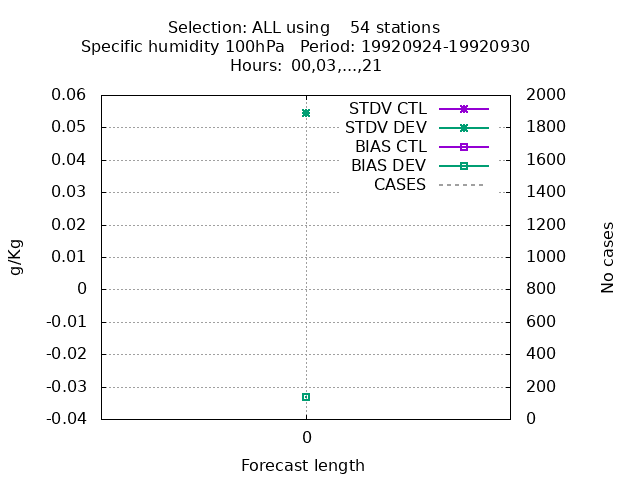 Selection: ALL using    54 stations
Specific humidity 100hPa   Period: 19920924-19920930
Hours:  00,03,...,21
0.06
0.05
0.04
0.03
0.02
0.01
0
-0.01
-0.02
-0.03
-0.04
g/Kg
STDV CTL
STDV DEV
BIAS CTL
BIAS DEV
CASES
2000
1800
1600
1400
1200
1000
800
600
400
200
0
No cases
0
Forecast length